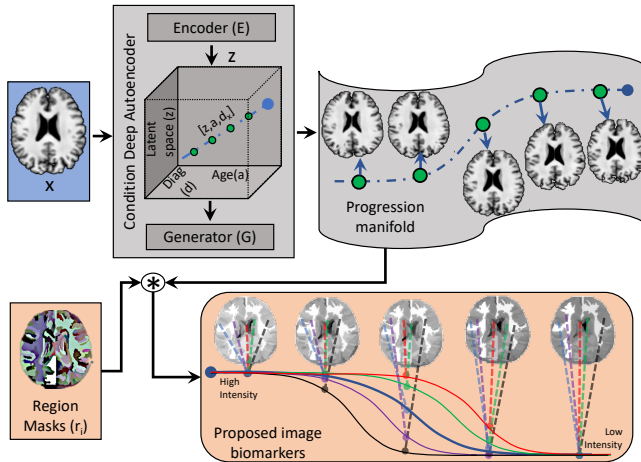 Condition Deep Autoencoder
Encoder (E)
Z
Latent
space (z)
[z,a,dx]
Diag
(d)
Age(a)
Generator (G)
X
Progression
manifold
*
Region
Masks (ri)
High
Intensity
Low
Intensity
Proposed image
biomarkers